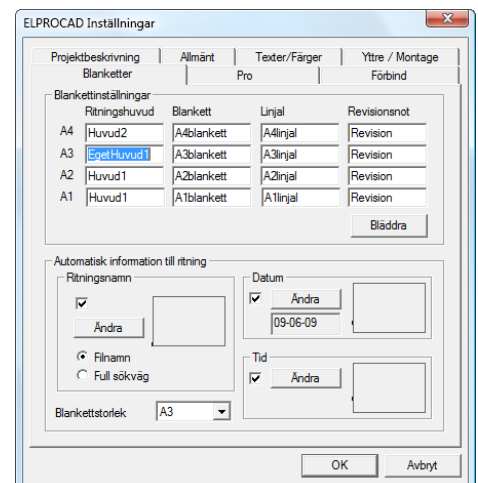 ELPROCAD Inställningar
Projektbeskrivning Allmänt Texter/Färger Yttre / Montage
Blanketter Pro Förbind
Blankettinställningar
Ritningshuvud Blankett Linjal Revisionsnot
A4 Huvud2 A4blankett A4linjal Revision
A3 EgetHuvud1 A3blankett A3linjal Revision
A2 Huvud1 A2blankett A2linjal Revision
A1 Huvud1 A1blankett A1linjal Revision
Bläddra
Automatisk information till ritning
Ritningsnamn Datum
Ändra
Ändra
09-06-09
Filnamn
Full sökväg
Tid
Ändra
Blankettstorlek A3
OK Avbryt